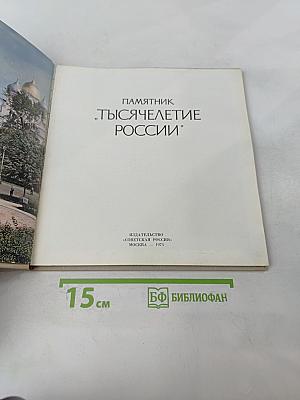 ПАМЯТНИК
„ТЫСЯЧЕЛЕТИЕ
РОССИИ"
ИЗДАТЕЛЬСТВО
«СОВЕТСКАЯ РОССИЯ»
МОСКВА —
15 см
БФ БИБЛИОФАН